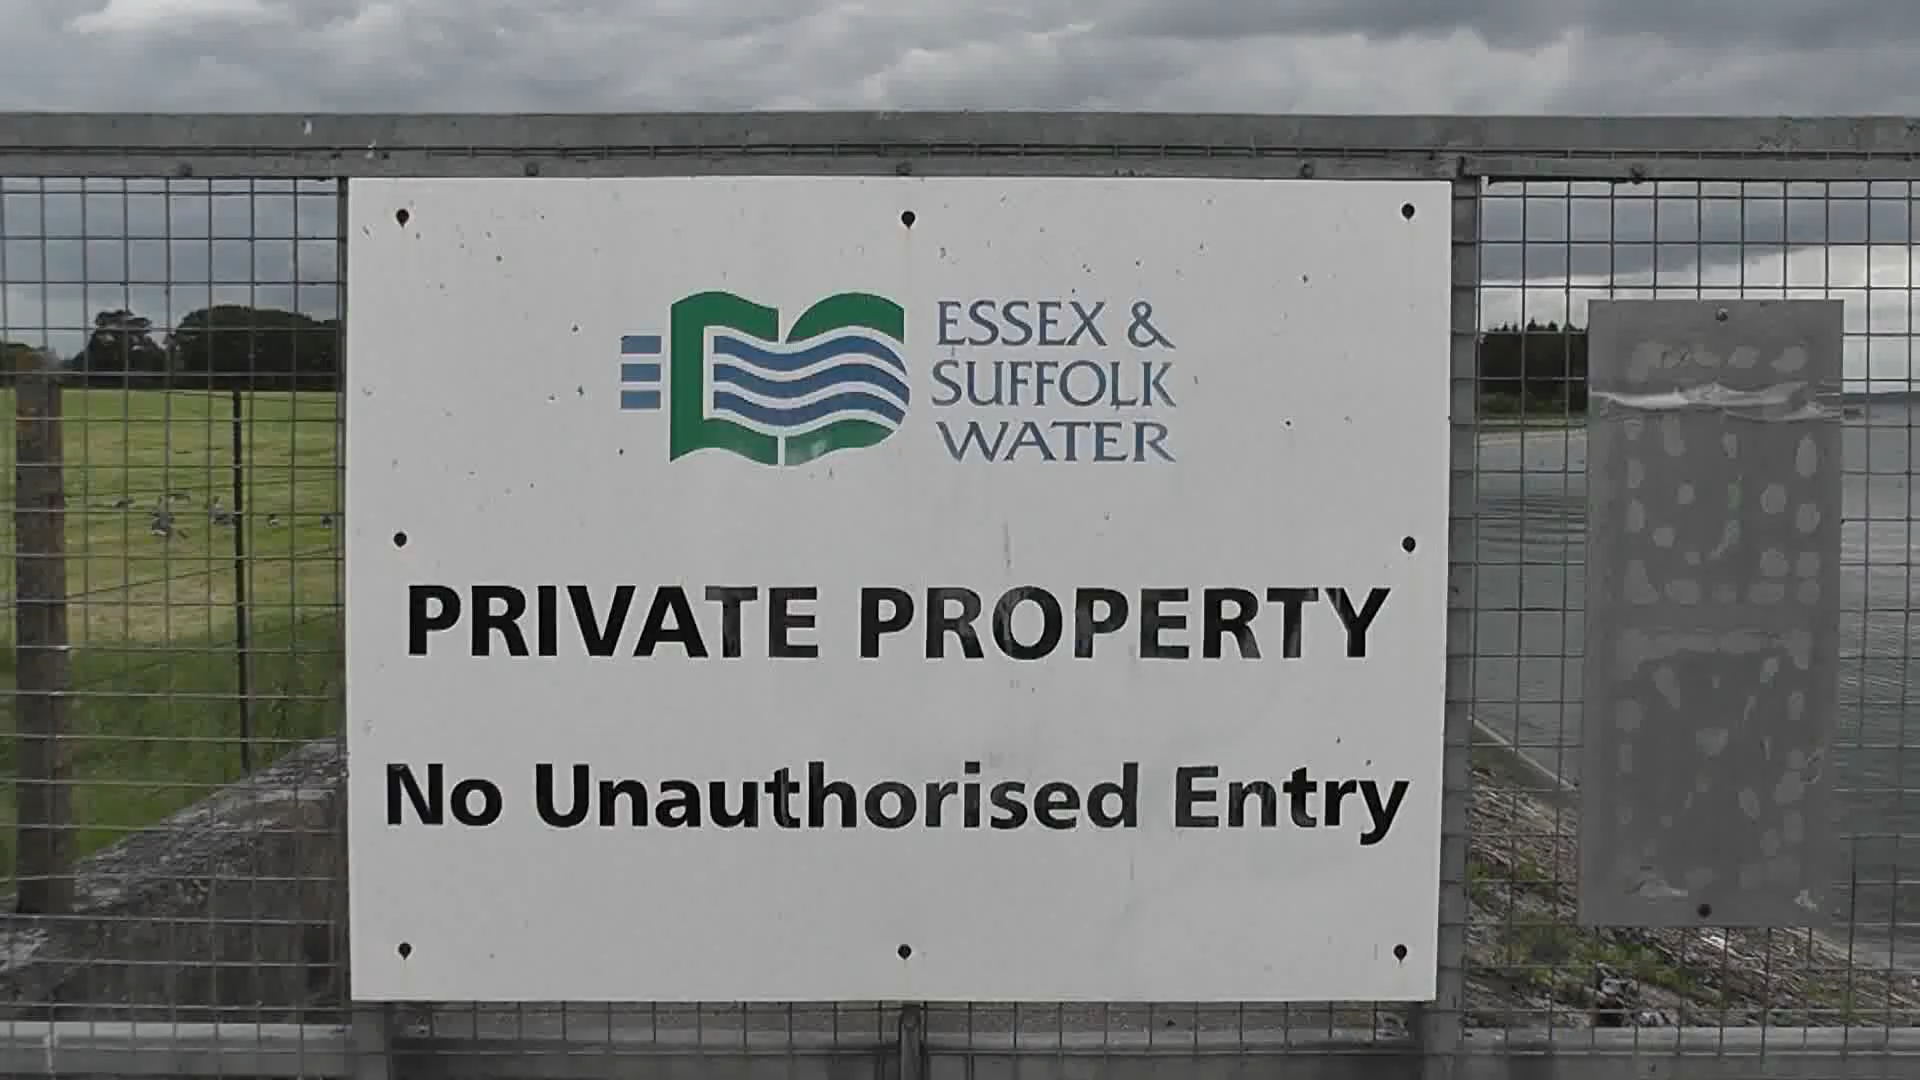 ESSEX &
SUFFOLK
WATER
PRIVATE PROPERTY
No Unauthorised Entry